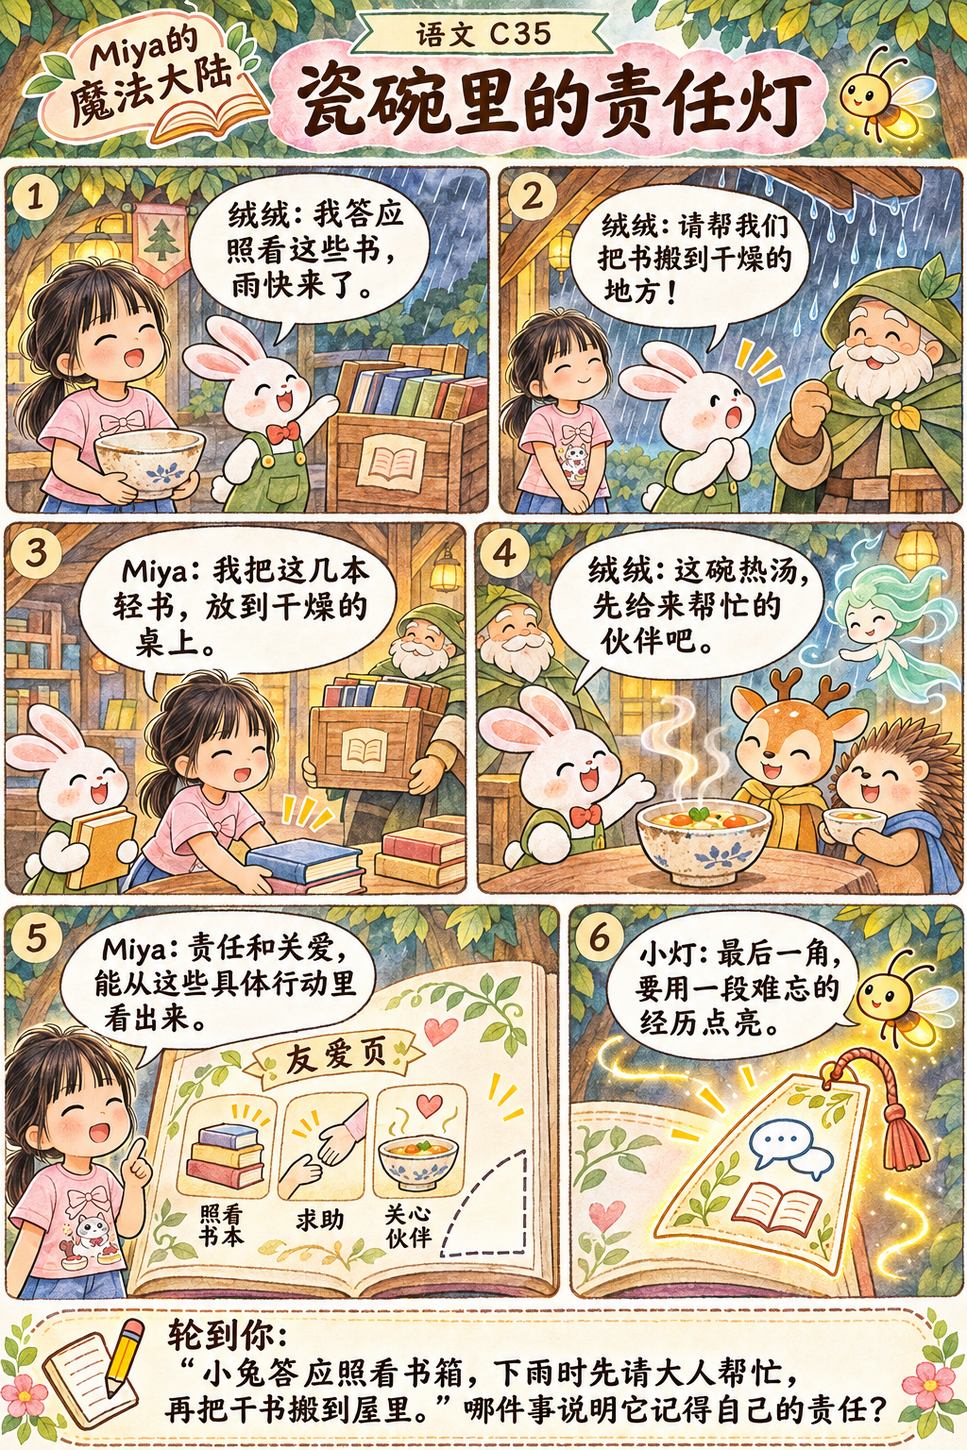 Miya的
魔法大陆
语文 C35
瓷碗里的责任灯
1
绒绒：我答应
照看这些书，
雨快来了。
2
绒绒：请帮我们
把书搬到干燥的
地方！
3
Miya：我把这几本
轻书，放到干燥的
桌上。
4
绒绒：这碗热汤，
先给来帮忙的
伙伴吧。
5
Miya：责任和关爱，
能从这些具体行动里
看出来。
友爱页
照看
书本
求助
关心
伙伴
6
小灯：最后一角，
要用一段难忘的
经历点亮。
轮到你：
“小兔答应照看书箱，下雨时先请大人帮忙，
再把干书搬到屋里。”哪件事说明它记得自己的责任？